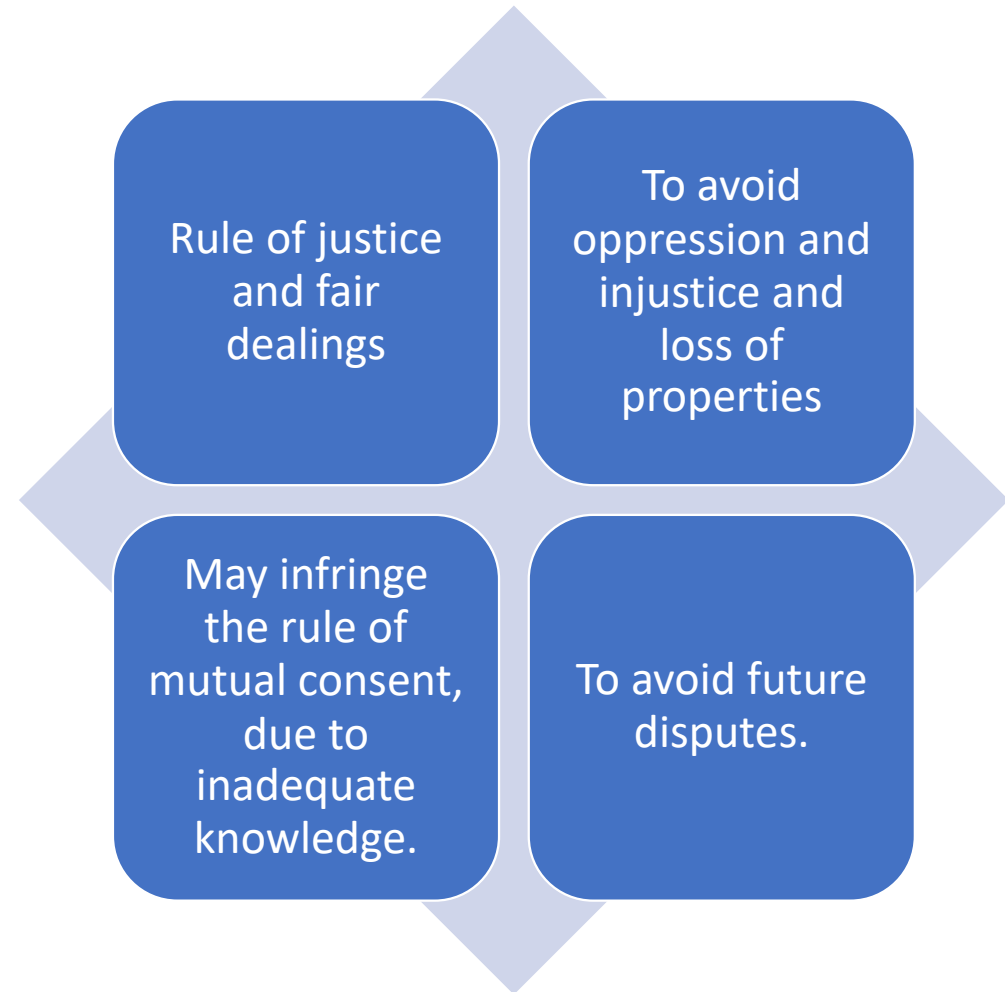 Rule of justice
and fair
dealings
To avoid
oppression and
injustice and
loss of
properties
May infringe
the rule of
mutual consent,
due to
inadequate
knowledge.
To avoid future
disputes.